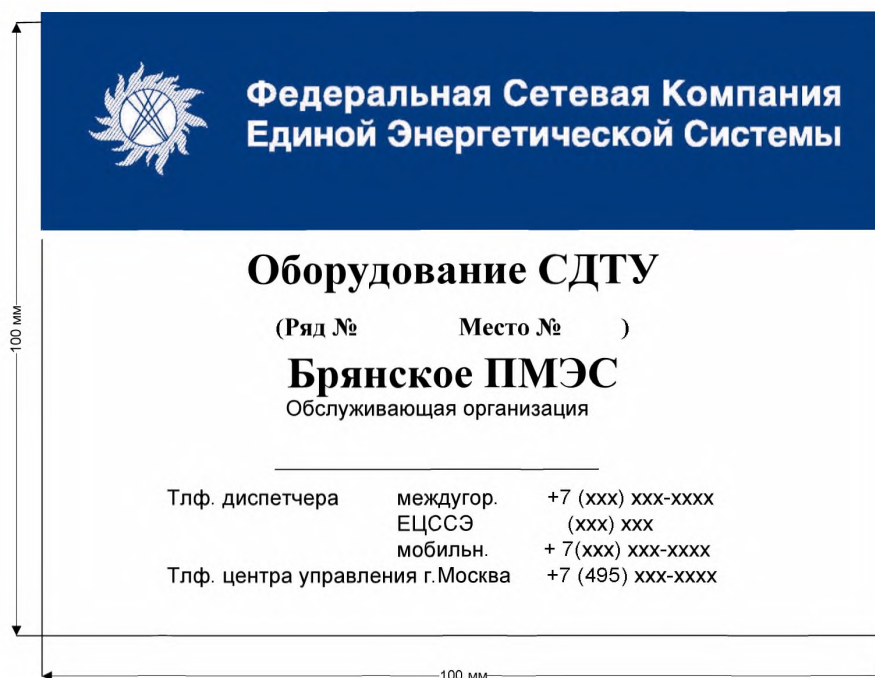 Федеральная Сетевая Компания
Единой Энергетической Системы
Оборудование СДТУ
(Ряд № Место № )
Брянское ПМЭС
Обслуживающая организация
Тлф. диспетчера междугор. +7 (xxx) xxx-xxxx
ЕЦССЭ (xxx) xxx
мобильн. + 7(xxx) xxx-xxxx
Тлф. центра управления г.Москва +7 (495) xxx-xxxx
100 мм
100 мм